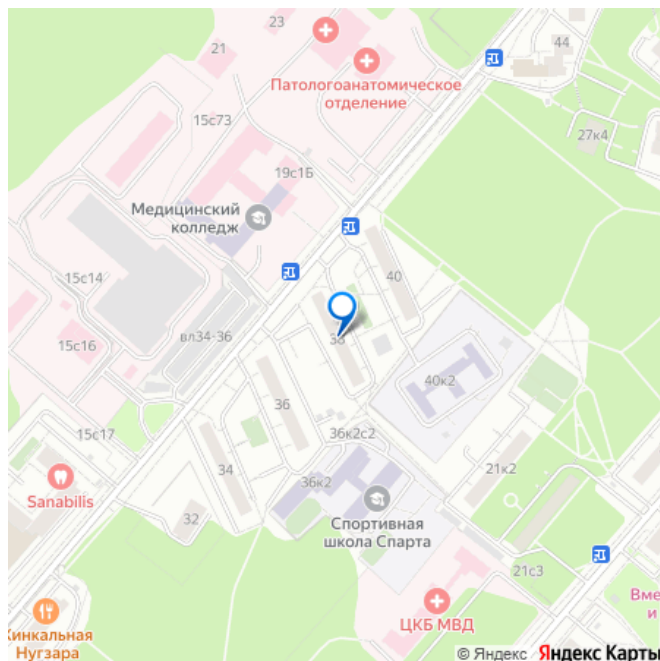 23
44
21
Патологоанатомическое
отделение
27к4
15с73
19с1Б
Медицинский
колледж
40
15с14
вл34-36
38
15с16
40к2
36
15с17
36к2с2
34
21к2
Sanabilis
36к2
32
Спортивная
школа Спарта
21с3
Вме
и
ЦКБ МВД
Хинкальная
Нугзара
© Яндекс Яндекс Карты